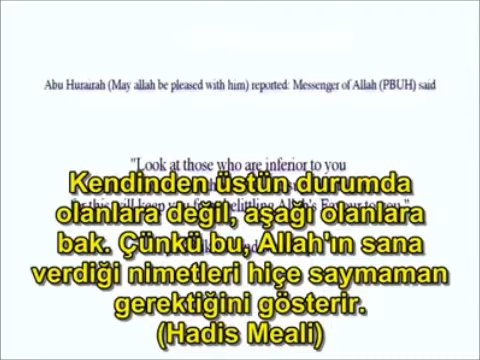 Abu Hurairah (May allah be pleased with him) reported: Messenger of Allah (PBUH) said
"Look at those who are inferior to you
Kendinden üstün durumda
olanlara değil, aşağı olanlara
bak. Çünkü bu, Allah'ın sana
verdiği nimetleri hiçe saymaman
gerektiğini gösterir.
(Hadis Meali)